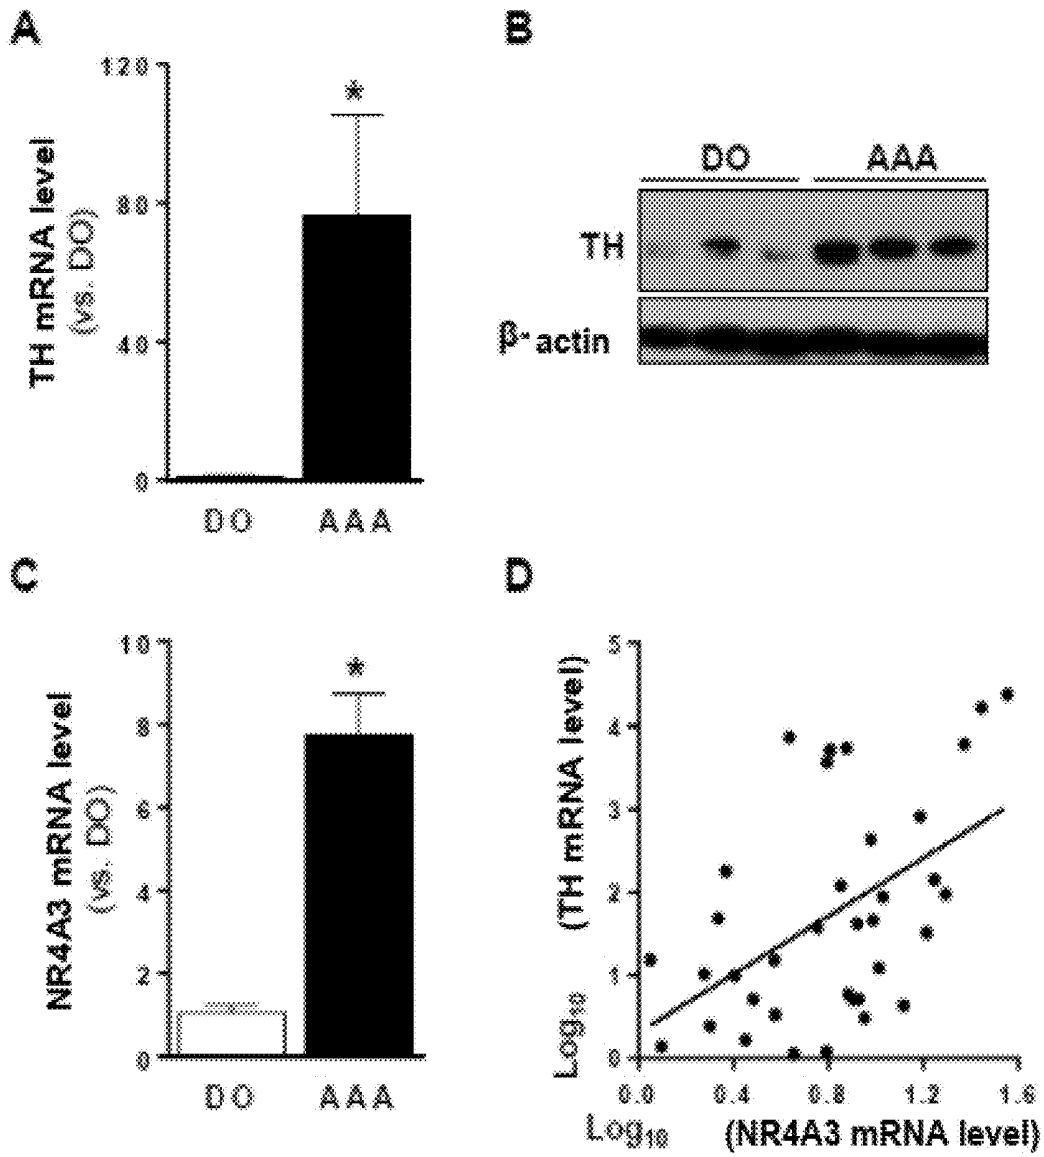 A
TH mRNA level
(vs. DO)
120
80
40
0
*
DO AAA
B
DO AAA
TH
β- actin
C
NR4A3 mRNA level
(vs. DO)
10
8
6
4
2
0
*
DO AAA
D
Log10 (TH mRNA level)
5
4
3
2
1
0
0.0 0.4 0.8 1.2 1.6
Log10 (NR4A3 mRNA level)